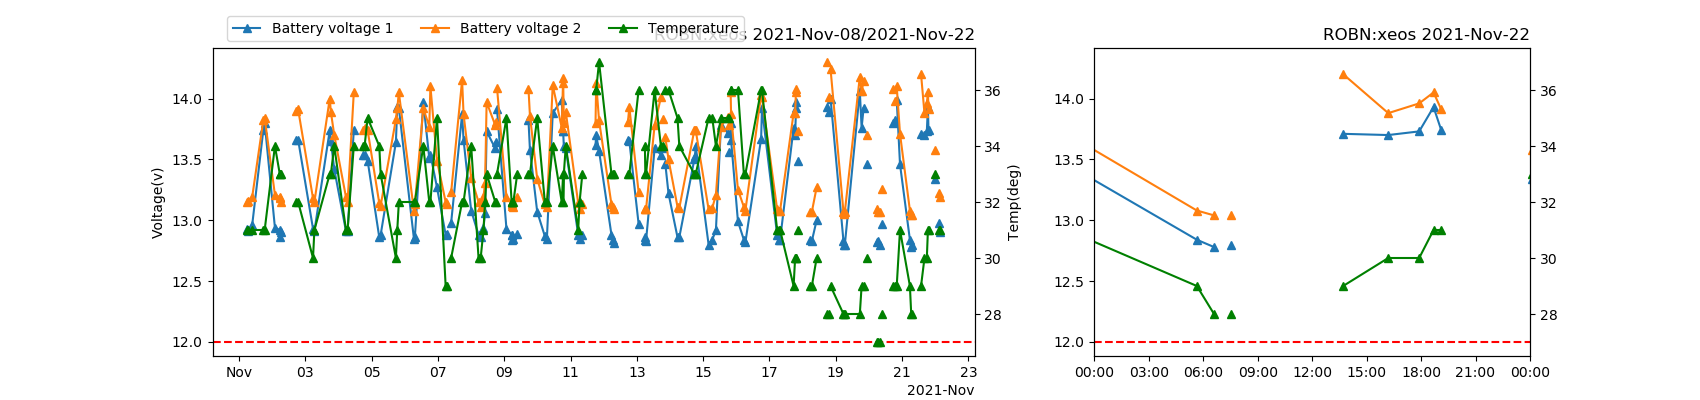 Battery voltage 1 Battery voltage 2 Temperature
ROBN:xeos 2021-Nov-08/2021-Nov-22
14.0
13.5
13.0
12.5
12.0
Voltage(v)
36
34
32
30
28
Temp(deg)
Nov 03 05 07 09 11 13 15 17 19 21 23
2021-Nov
ROBN:xeos 2021-Nov-22
14.0
13.5
13.0
12.5
12.0
36
34
32
30
28
00:00 03:00 06:00 09:00 12:00 15:00 18:00 21:00 00:00